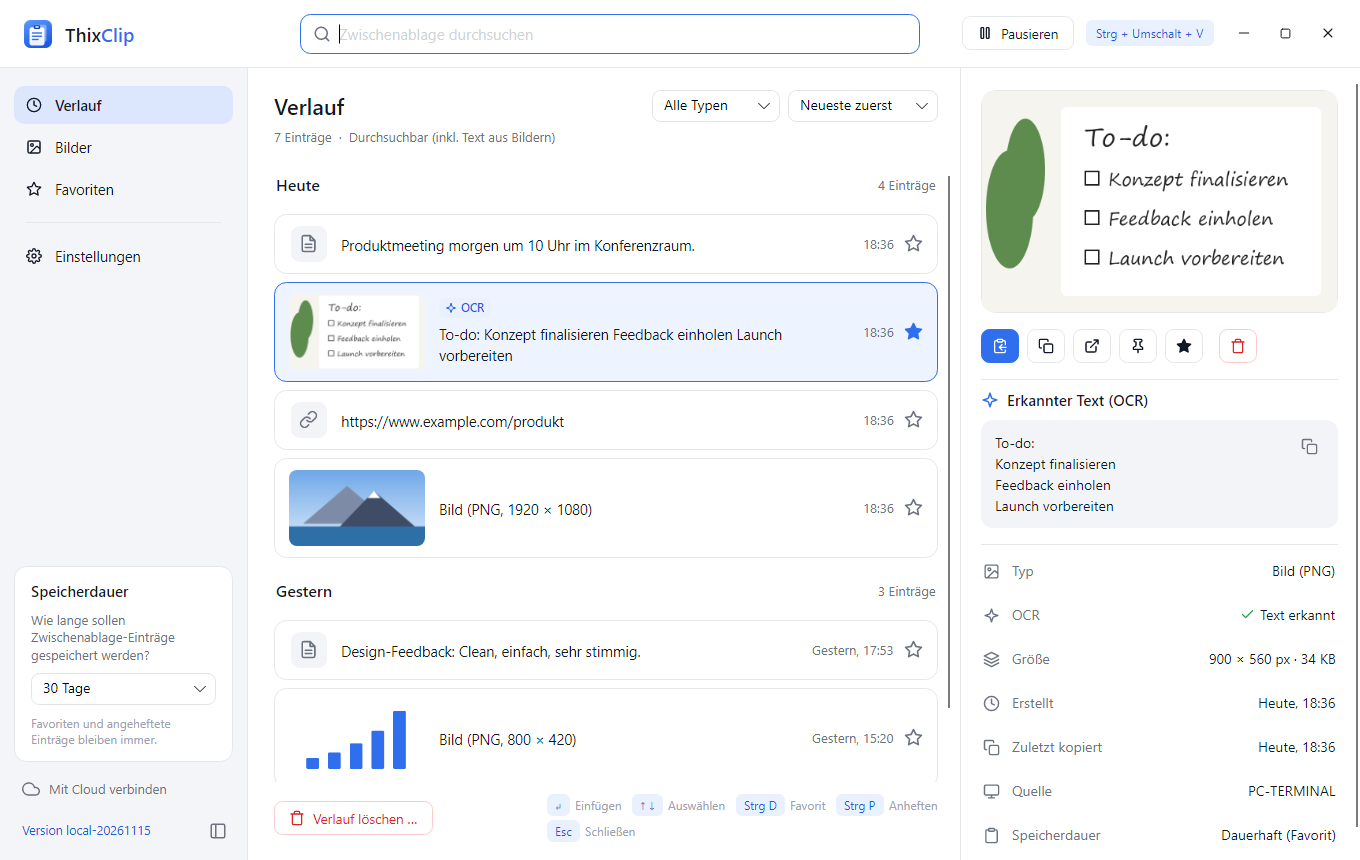 ThixClip
Zwischenablage durchsuchen
Pausieren
Strg + Umschalt + V
Verlauf
Bilder
Favoriten
Einstellungen
Speicherdauer
Wie lange sollen
Zwischenablage-Einträge
gespeichert werden?
30 Tage
Favoriten und angeheftete
Einträge bleiben immer.
Mit Cloud verbinden
Version local-20261115
Verlauf
Alle Typen
Neueste zuerst
7 Einträge · Durchsuchbar (inkl. Text aus Bildern)
Heute
4 Einträge
Produktmeeting morgen um 10 Uhr im Konferenzraum.
18:36
To-do:
Konzept finalisieren
Feedback einholen
Launch vorbereiten
OCR
To-do: Konzept finalisieren Feedback einholen Launch
vorbereiten
18:36
https://www.example.com/produkt
18:36
Bild (PNG, 1920 × 1080)
18:36
Gestern
3 Einträge
Design-Feedback: Clean, einfach, sehr stimmig.
Gestern, 17:53
Bild (PNG, 800 × 420)
Gestern, 15:20
Verlauf löschen ...
↲ Einfügen ↑↓ Auswählen Strg D Favorit Strg P Anheften
Esc Schließen
To-do:
Konzept finalisieren
Feedback einholen
Launch vorbereiten
Erkannter Text (OCR)
To-do:
Konzept finalisieren
Feedback einholen
Launch vorbereiten
Typ Bild (PNG)
OCR Text erkannt
Größe 900 × 560 px · 34 KB
Erstellt Heute, 18:36
Zuletzt kopiert Heute, 18:36
Quelle PC-TERMINAL
Speicherdauer Dauerhaft (Favorit)